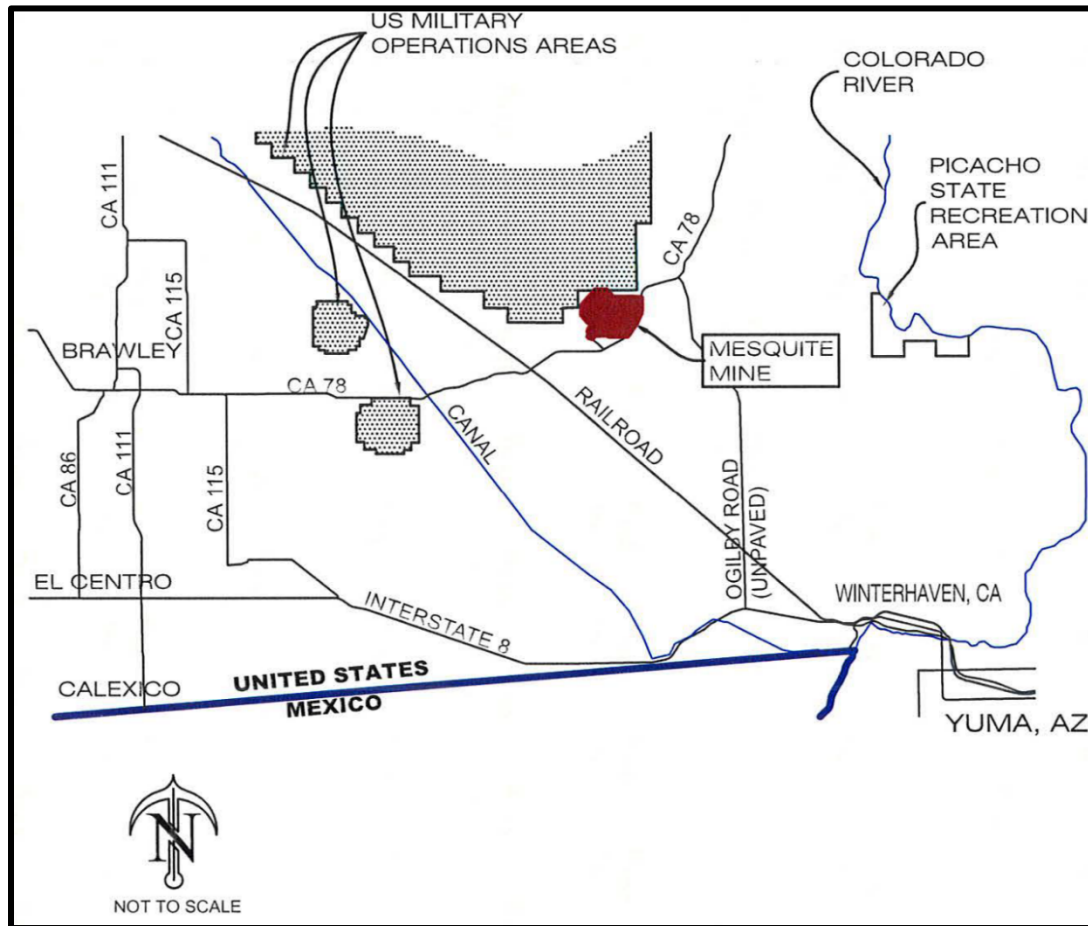 US MILITARY
OPERATIONS AREAS
COLORADO
RIVER
PICACHO
STATE
RECREATION
AREA
CA 111
CA 115
CA 78
BRAWLEY
CA 78
MESQUITE
MINE
CANAL
RAILROAD
CA 86
CA 111
CA 115
OGILBY ROAD
(UNPAVED)
EL CENTRO
INTERSTATE 8
WINTERHAVEN, CA
CALEXICO
UNITED STATES
MEXICO
YUMA, AZ
N
NOT TO SCALE